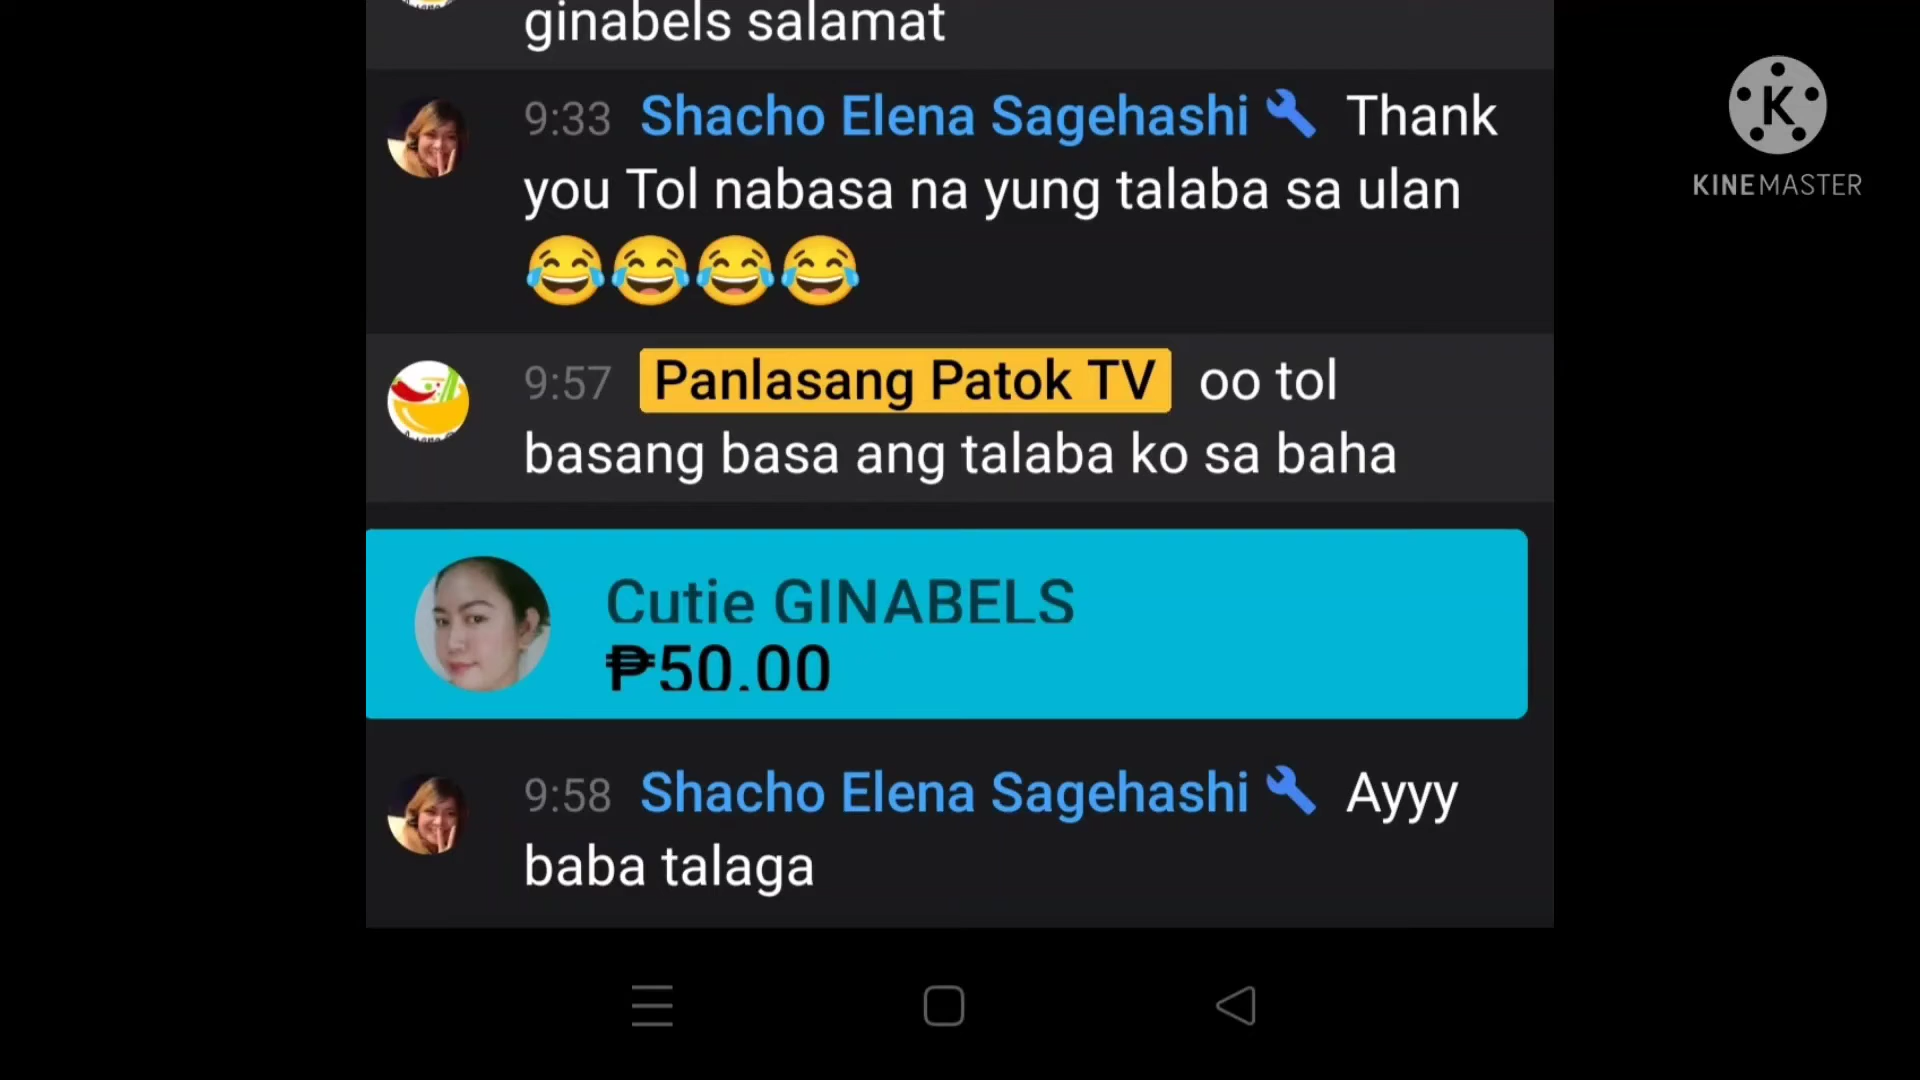 ginabels salamat
9:33 Shacho Elena Sagehashi Thank
you Tol nabasa na yung talaba sa ulan
😂😂😂😂
9:57 Panlasang Patok TV oo tol
basang basa ang talaba ko sa baha
Cutie GINABELS
₱50.00
9:58 Shacho Elena Sagehashi Ayyy
baba talaga
K
KINEMASTER